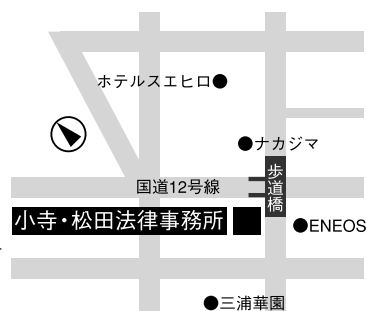 ホテルスエヒロ●
●ナカジマ
歩道橋
国道12号線
小寺・松田法律事務所
●ENEOS
●三浦華園